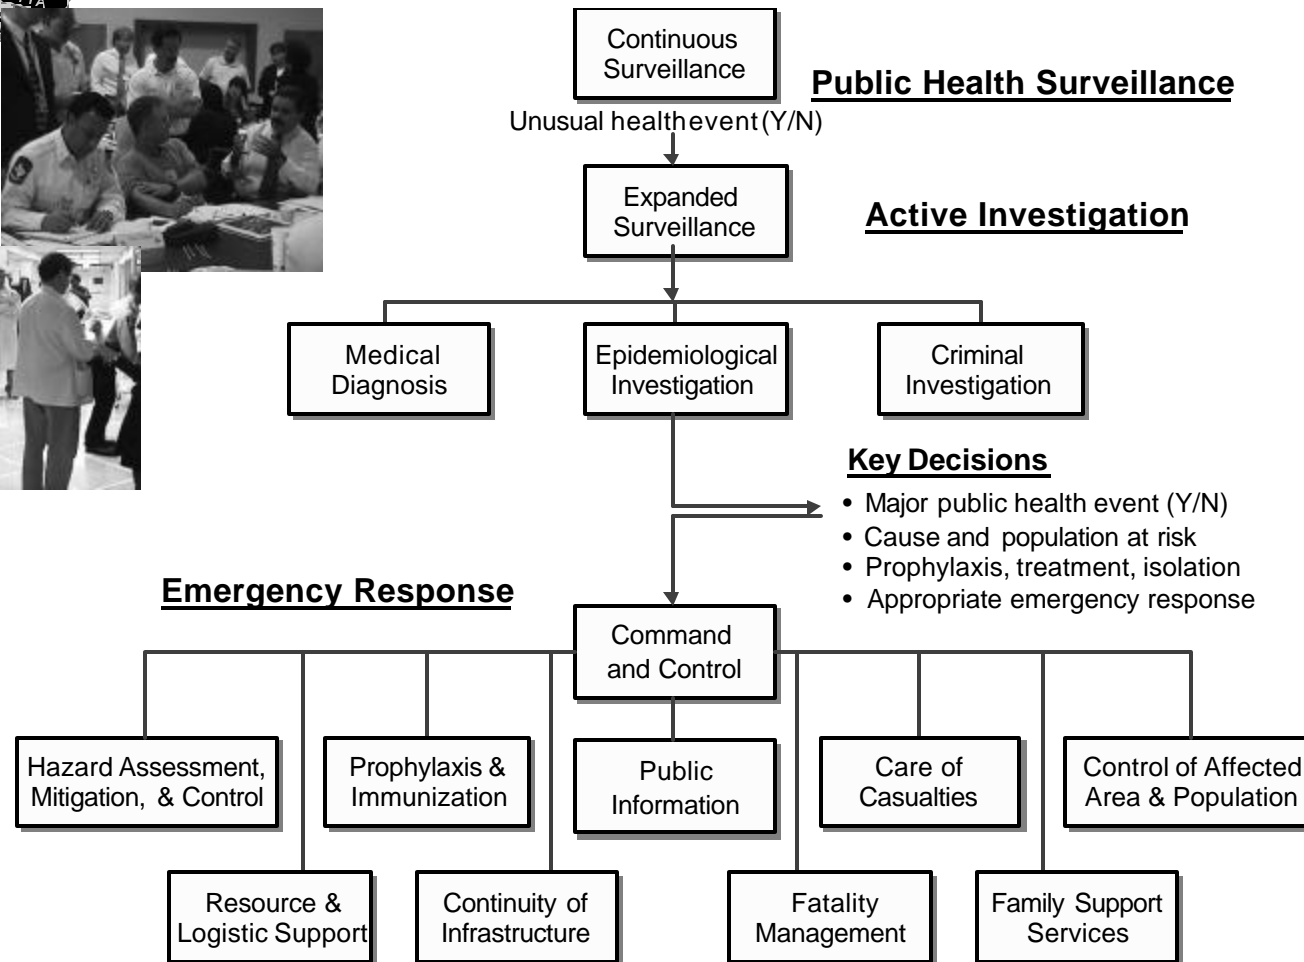 Continuous
Surveillance
Public Health Surveillance
Unusual health event (Y/N)
Expanded
Surveillance
Active Investigation
Medical
Diagnosis
Epidemiological
Investigation
Criminal
Investigation
Key Decisions
• Major public health event (Y/N)
• Cause and population at risk
• Prophylaxis, treatment, isolation
• Appropriate emergency response
Emergency Response
Command
and Control
Hazard Assessment,
Mitigation, & Control
Prophylaxis &
Immunization
Public
Information
Care of
Casualties
Control of Affected
Area & Population
Resource &
Logistic Support
Continuity of
Infrastructure
Fatality
Management
Family Support
Services